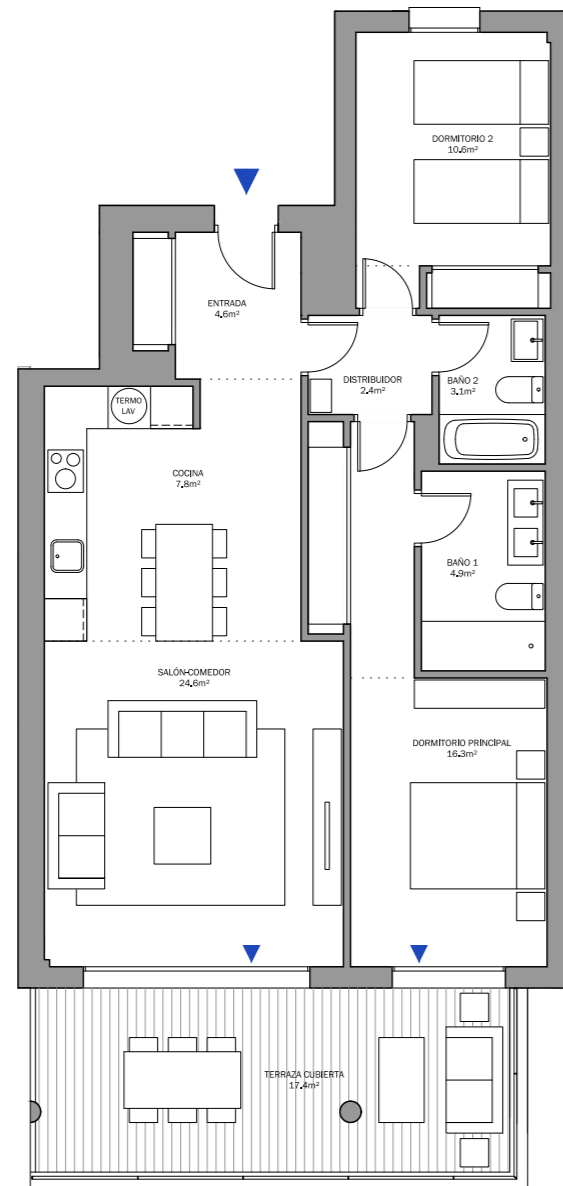 DORMITORIO 2
10.6m²
ENTRADA
4.6m²
DISTRIBUIDOR
2.4m²
BAÑO 2
3.1m²
TERMO
LAV
COCINA
7.8m²
BAÑO 1
4.9m²
SALÓN-COMEDOR
24.6m²
DORMITORIO PRINCIPAL
16.3m²
TERRAZA CUBIERTA
17.4m²